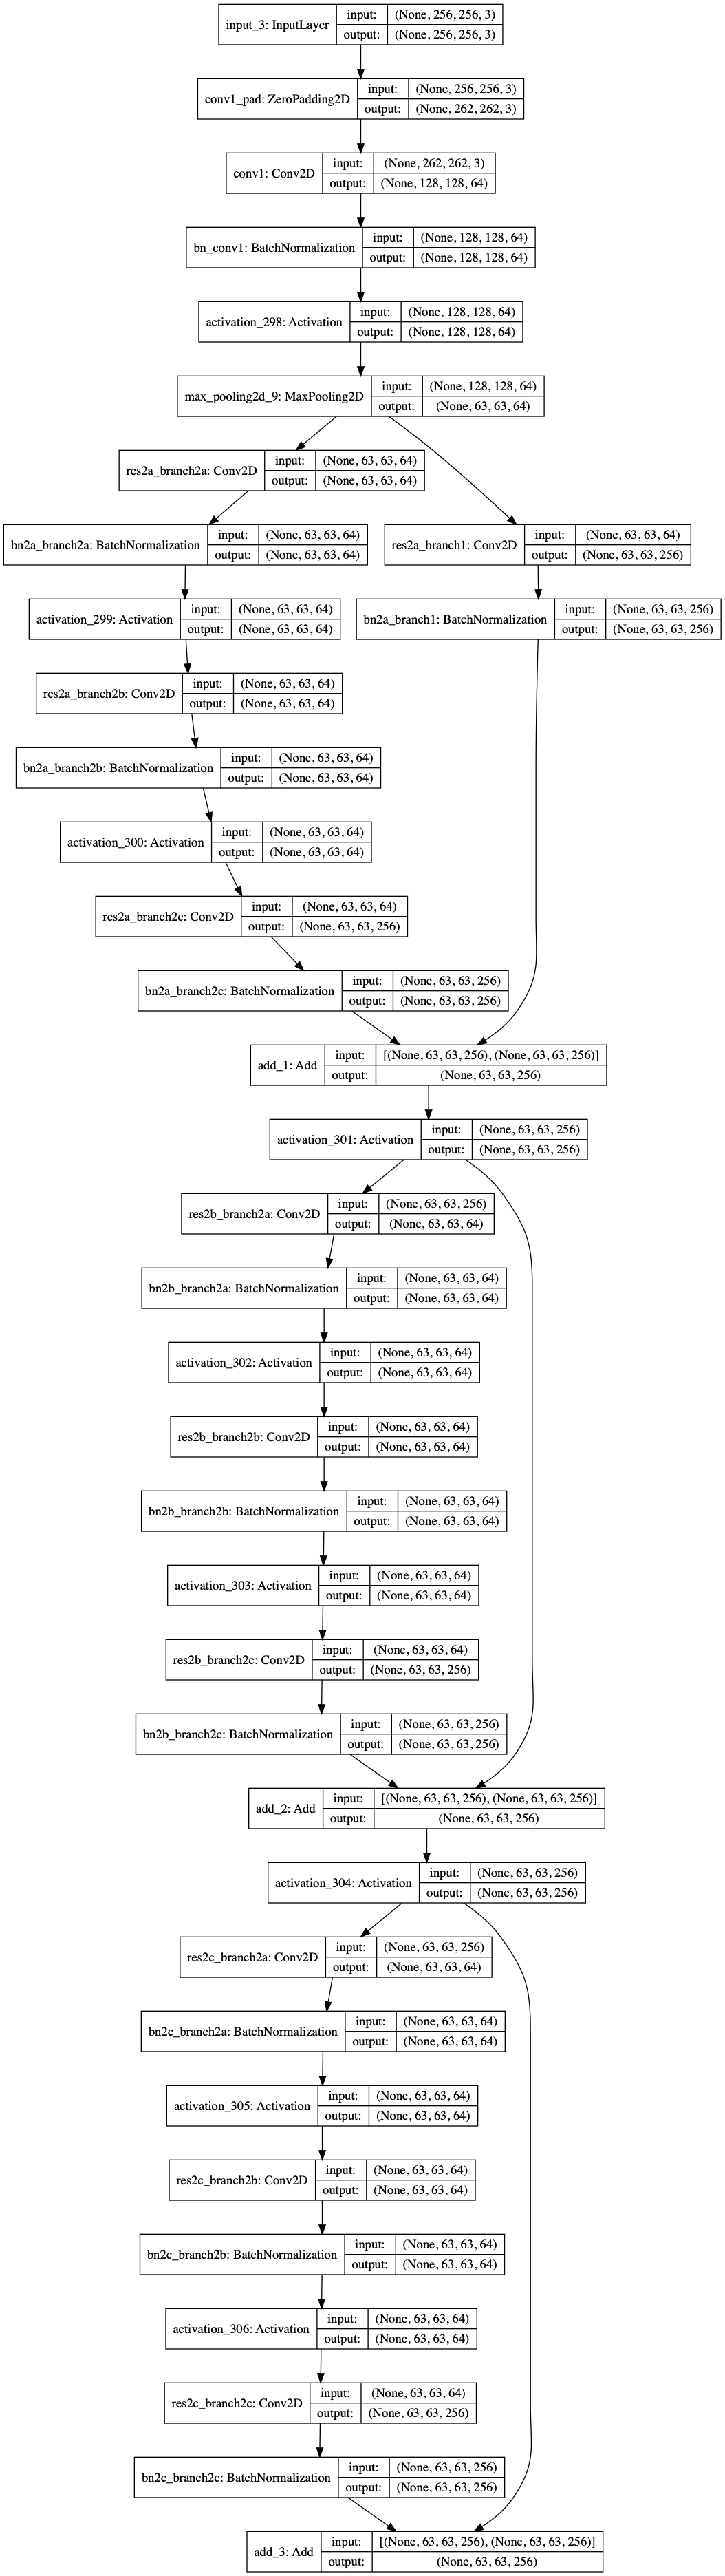 input_3: InputLayer
input: (None, 256, 256, 3)
output: (None, 256, 256, 3)
conv1_pad: ZeroPadding2D
input: (None, 256, 256, 3)
output: (None, 262, 262, 3)
conv1: Conv2D
input: (None, 262, 262, 3)
output: (None, 128, 128, 64)
bn_conv1: BatchNormalization
input: (None, 128, 128, 64)
output: (None, 128, 128, 64)
activation_298: Activation
input: (None, 128, 128, 64)
output: (None, 128, 128, 64)
max_pooling2d_9: MaxPooling2D
input: (None, 128, 128, 64)
output: (None, 63, 63, 64)
res2a_branch2a: Conv2D
input: (None, 63, 63, 64)
output: (None, 63, 63, 64)
bn2a_branch2a: BatchNormalization
input: (None, 63, 63, 64)
output: (None, 63, 63, 64)
res2a_branch1: Conv2D
input: (None, 63, 63, 64)
output: (None, 63, 63, 256)
activation_299: Activation
input: (None, 63, 63, 64)
output: (None, 63, 63, 64)
bn2a_branch1: BatchNormalization
input: (None, 63, 63, 256)
output: (None, 63, 63, 256)
res2a_branch2b: Conv2D
input: (None, 63, 63, 64)
output: (None, 63, 63, 64)
bn2a_branch2b: BatchNormalization
input: (None, 63, 63, 64)
output: (None, 63, 63, 64)
activation_300: Activation
input: (None, 63, 63, 64)
output: (None, 63, 63, 64)
res2a_branch2c: Conv2D
input: (None, 63, 63, 64)
output: (None, 63, 63, 256)
bn2a_branch2c: BatchNormalization
input: (None, 63, 63, 256)
output: (None, 63, 63, 256)
add_1: Add
input: [(None, 63, 63, 256), (None, 63, 63, 256)]
output: (None, 63, 63, 256)
activation_301: Activation
input: (None, 63, 63, 256)
output: (None, 63, 63, 256)
res2b_branch2a: Conv2D
input: (None, 63, 63, 256)
output: (None, 63, 63, 64)
bn2b_branch2a: BatchNormalization
input: (None, 63, 63, 64)
output: (None, 63, 63, 64)
activation_302: Activation
input: (None, 63, 63, 64)
output: (None, 63, 63, 64)
res2b_branch2b: Conv2D
input: (None, 63, 63, 64)
output: (None, 63, 63, 64)
bn2b_branch2b: BatchNormalization
input: (None, 63, 63, 64)
output: (None, 63, 63, 64)
activation_303: Activation
input: (None, 63, 63, 64)
output: (None, 63, 63, 64)
res2b_branch2c: Conv2D
input: (None, 63, 63, 64)
output: (None, 63, 63, 256)
bn2b_branch2c: BatchNormalization
input: (None, 63, 63, 256)
output: (None, 63, 63, 256)
add_2: Add
input: [(None, 63, 63, 256), (None, 63, 63, 256)]
output: (None, 63, 63, 256)
activation_304: Activation
input: (None, 63, 63, 256)
output: (None, 63, 63, 256)
res2c_branch2a: Conv2D
input: (None, 63, 63, 256)
output: (None, 63, 63, 64)
bn2c_branch2a: BatchNormalization
input: (None, 63, 63, 64)
output: (None, 63, 63, 64)
activation_305: Activation
input: (None, 63, 63, 64)
output: (None, 63, 63, 64)
res2c_branch2b: Conv2D
input: (None, 63, 63, 64)
output: (None, 63, 63, 64)
bn2c_branch2b: BatchNormalization
input: (None, 63, 63, 64)
output: (None, 63, 63, 64)
activation_306: Activation
input: (None, 63, 63, 64)
output: (None, 63, 63, 64)
res2c_branch2c: Conv2D
input: (None, 63, 63, 64)
output: (None, 63, 63, 256)
bn2c_branch2c: BatchNormalization
input: (None, 63, 63, 256)
output: (None, 63, 63, 256)
add_3: Add
input: [(None, 63, 63, 256), (None, 63, 63, 256)]
output: (None, 63, 63, 256)